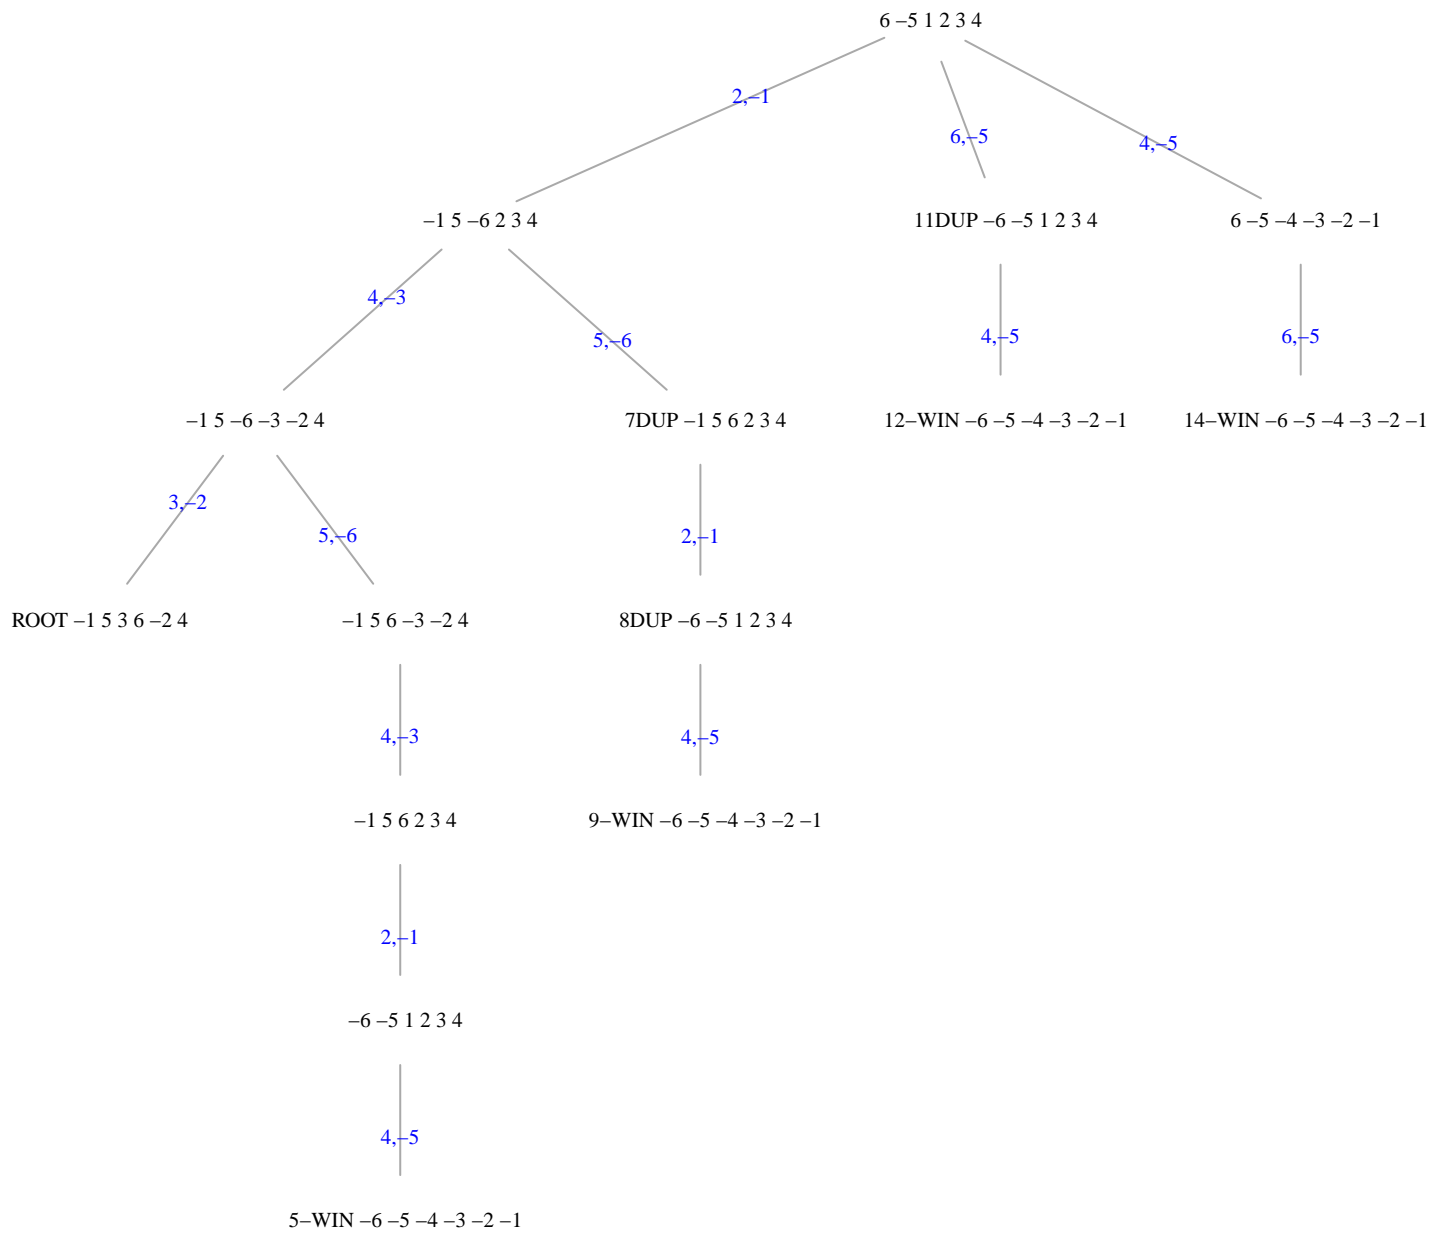 6 –5 1 2 3 4
2,–1
6,–5
4,–5
–1 5 –6 2 3 4
11DUP –6 –5 1 2 3 4
6 –5 –4 –3 –2 –1
4,–3
5,–6
4,–5
6,–5
–1 5 –6 –3 –2 4
7DUP –1 5 6 2 3 4
12–WIN –6 –5 –4 –3 –2 –1
14–WIN –6 –5 –4 –3 –2 –1
3,–2
5,–6
2,–1
ROOT –1 5 3 6 –2 4
–1 5 6 –3 –2 4
8DUP –6 –5 1 2 3 4
4,–3
4,–5
–1 5 6 2 3 4
9–WIN –6 –5 –4 –3 –2 –1
2,–1
–6 –5 1 2 3 4
4,–5
5–WIN –6 –5 –4 –3 –2 –1